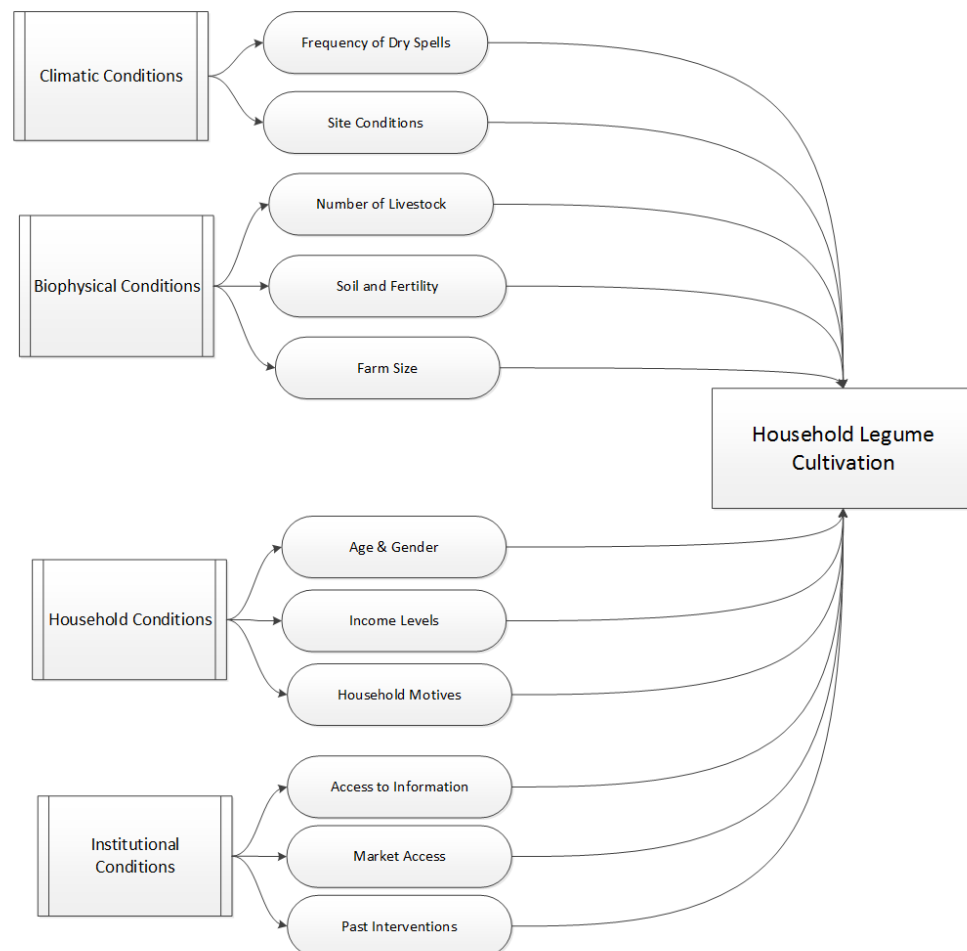 Climatic Conditions
Frequency of Dry Spells
Site Conditions
Biophysical Conditions
Number of Livestock
Soil and Fertility
Farm Size
Household Legume
Cultivation
Household Conditions
Age & Gender
Income Levels
Household Motives
Institutional
Conditions
Access to Information
Market Access
Past Interventions